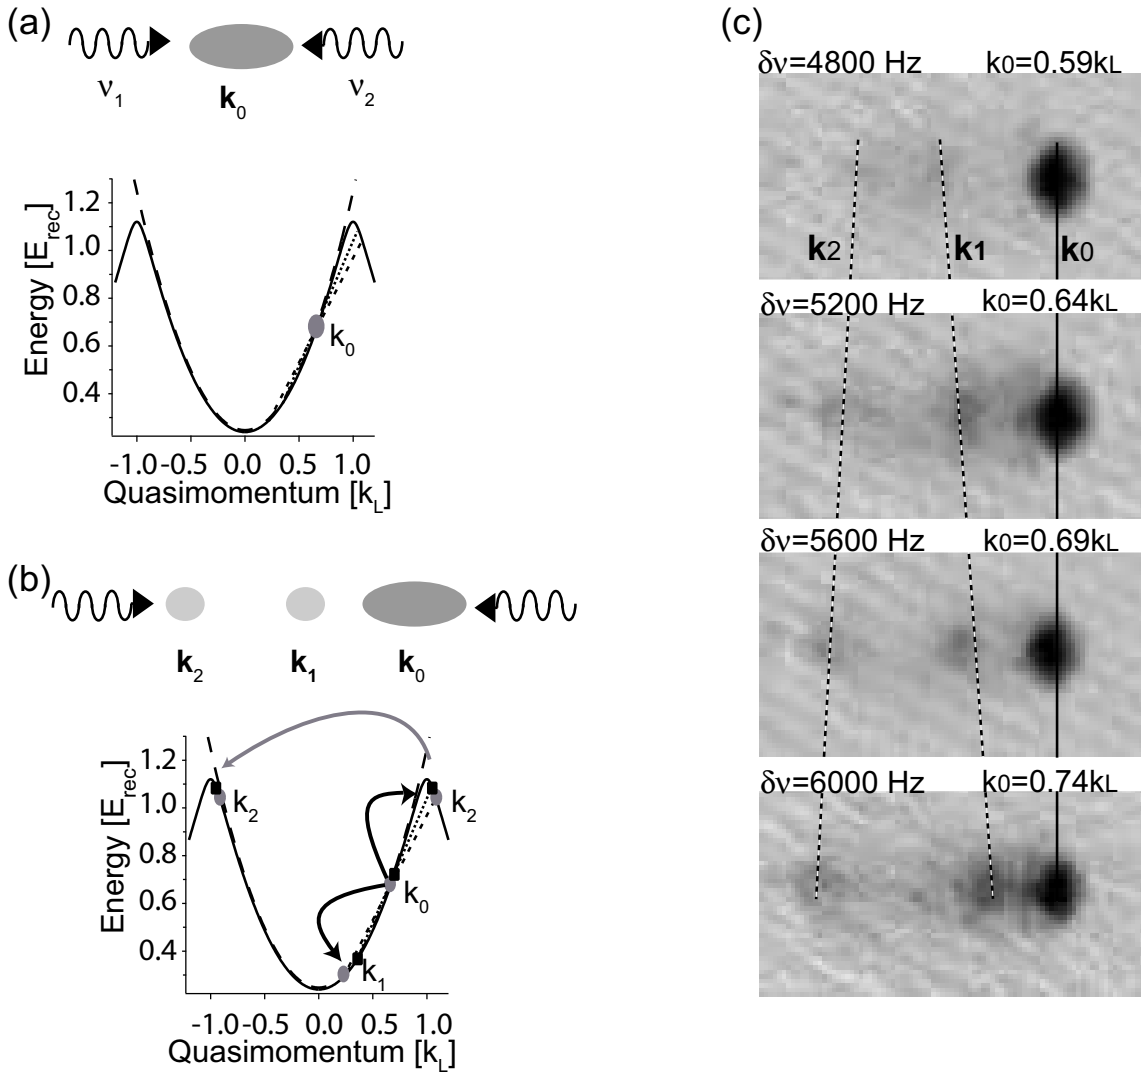 (a)
ν1 k0 ν2
Energy [Erec]
1.2
1.0
0.8
0.6
0.4
k0
-1.0 -0.5 0.0 0.5 1.0
Quasimomentum [kL]
(b)
k2 k1 k0
Energy [Erec]
1.2
1.0
0.8
0.6
0.4
k2
k2
k0
k1
-1.0 -0.5 0.0 0.5 1.0
Quasimomentum [kL]
(c)
δν=4800 Hz k0=0.59kL
k2 k1 k0
δν=5200 Hz k0=0.64kL
δν=5600 Hz k0=0.69kL
δν=6000 Hz k0=0.74kL